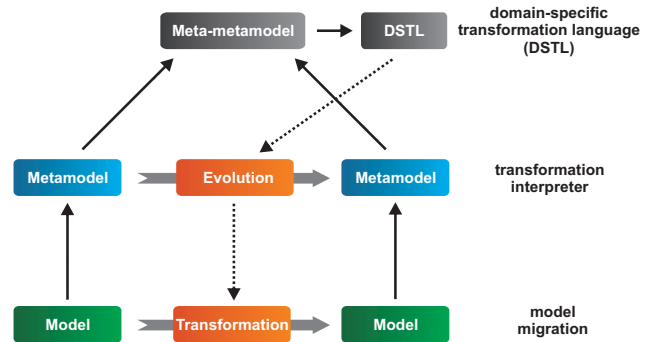 Meta-metamodel
DSTL
domain-specific
transformation language
(DSTL)
Metamodel
Evolution
Metamodel
transformation
interpreter
Model
Transformation
Model
model
migration